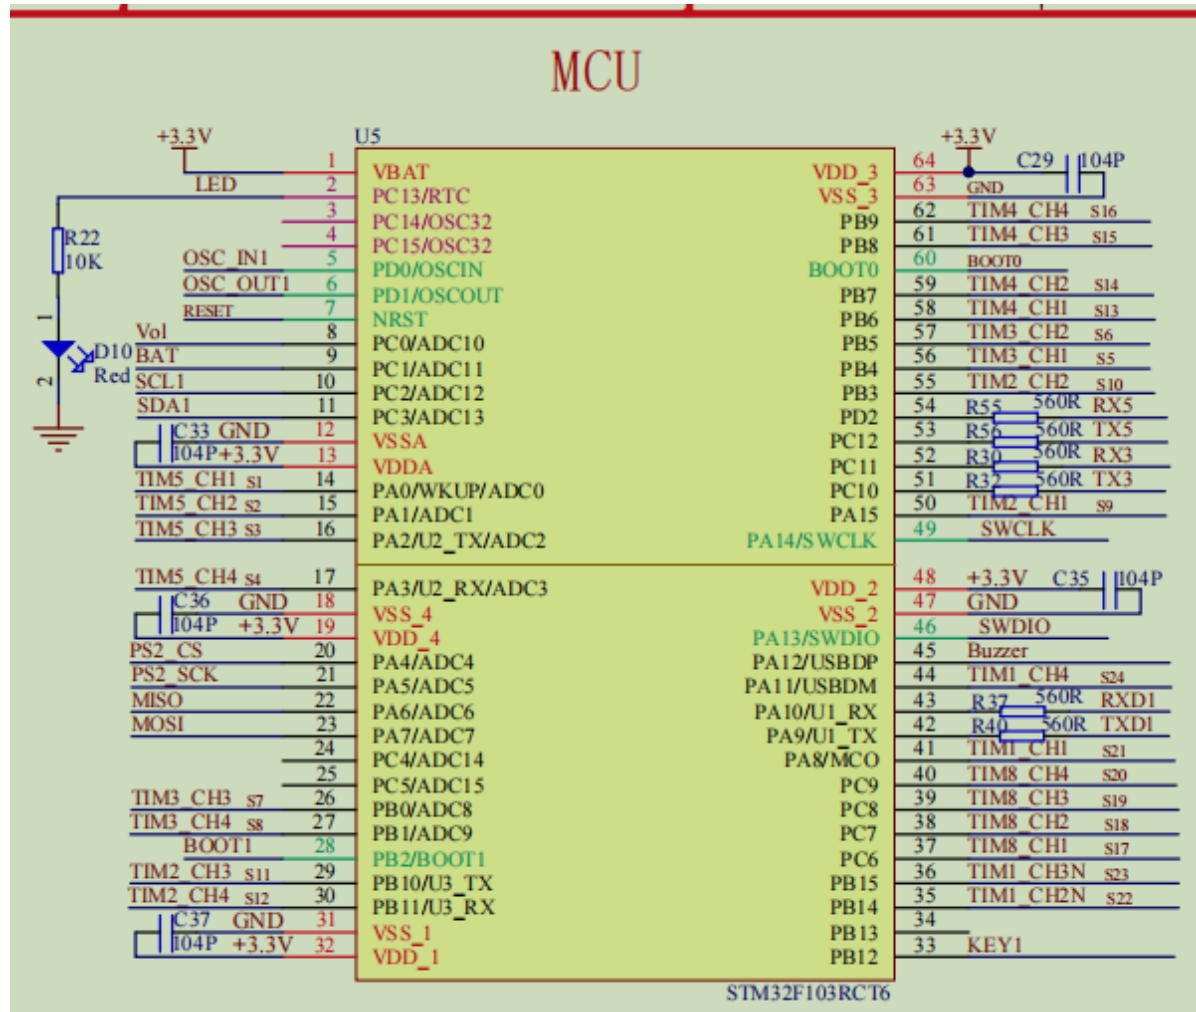 MCU
+3.3V
U5
+3.3V
1 VBAT
LED 2 PC13/RTC
3 PC14/OSC32
4 PC15/OSC32
OSC_IN1 5 PD0/OSCIN
OSC_OUT1 6 PD1/OSCOUT
RESET 7 NRST
Vol 8 PC0/ADC10
BAT 9 PC1/ADC11
SCL1 10 PC2/ADC12
SDA1 11 PC3/ADC13
C33 GND 12 VSSA
104P +3.3V 13 VDDA
TIM5_CH1 S1 14 PA0/WKUP/ADC0
TIM5_CH2 S2 15 PA1/ADC1
TIM5_CH3 S3 16 PA2/U2_TX/ADC2
TIM5_CH4 S4 17 PA3/U2_RX/ADC3
C36 GND 18 VSS_4
104P +3.3V 19 VDD_4
PS2_CS 20 PA4/ADC4
PS2_SCK 21 PA5/ADC5
MISO 22 PA6/ADC6
MOSI 23 PA7/ADC7
24 PC4/ADC14
25 PC5/ADC15
TIM3_CH3 S7 26 PB0/ADC8
TIM3_CH4 S8 27 PB1/ADC9
BOOT1 28 PB2/BOOT1
TIM2_CH3 S11 29 PB10/U3_TX
TIM2_CH4 S12 30 PB11/U3_RX
C37 GND 31 VSS_1
104P +3.3V 32 VDD_1
R22
10K
1
D10
Red
2
VDD_3 64 C29 104P
VSS_3 63 GND
PB9 62 TIM4_CH4 S16
PB8 61 TIM4_CH3 S15
BOOT0 60 BOOT0
PB7 59 TIM4_CH2 S14
PB6 58 TIM4_CH1 S13
PB5 57 TIM3_CH2 S6
PB4 56 TIM3_CH1 S5
PB3 55 TIM2_CH2 S10
PD2 54 R55 560R RX5
PC12 53 R56 560R TX5
PC11 52 R30 560R RX3
PC10 51 R32 560R TX3
PA15 50 TIM2_CH1 S9
PA14/SWCLK 49 SWCLK
VDD_2 48 +3.3V C35 104P
VSS_2 47 GND
PA13/SWDIO 46 SWDIO
PA12/USBDP 45 Buzzer
PA11/USBDM 44 TIM1_CH4 S24
PA10/U1_RX 43 R37 560R RXD1
PA9/U1_TX 42 R40 560R TXD1
PA8/MCO 41 TIM1_CH1 S21
PC9 40 TIM8_CH4 S20
PC8 39 TIM8_CH3 S19
PC7 38 TIM8_CH2 S18
PC6 37 TIM8_CH1 S17
PB15 36 TIM1_CH3N S23
PB14 35 TIM1_CH2N S22
PB13 34
PB12 33 KEY1
STM32F103RCT6